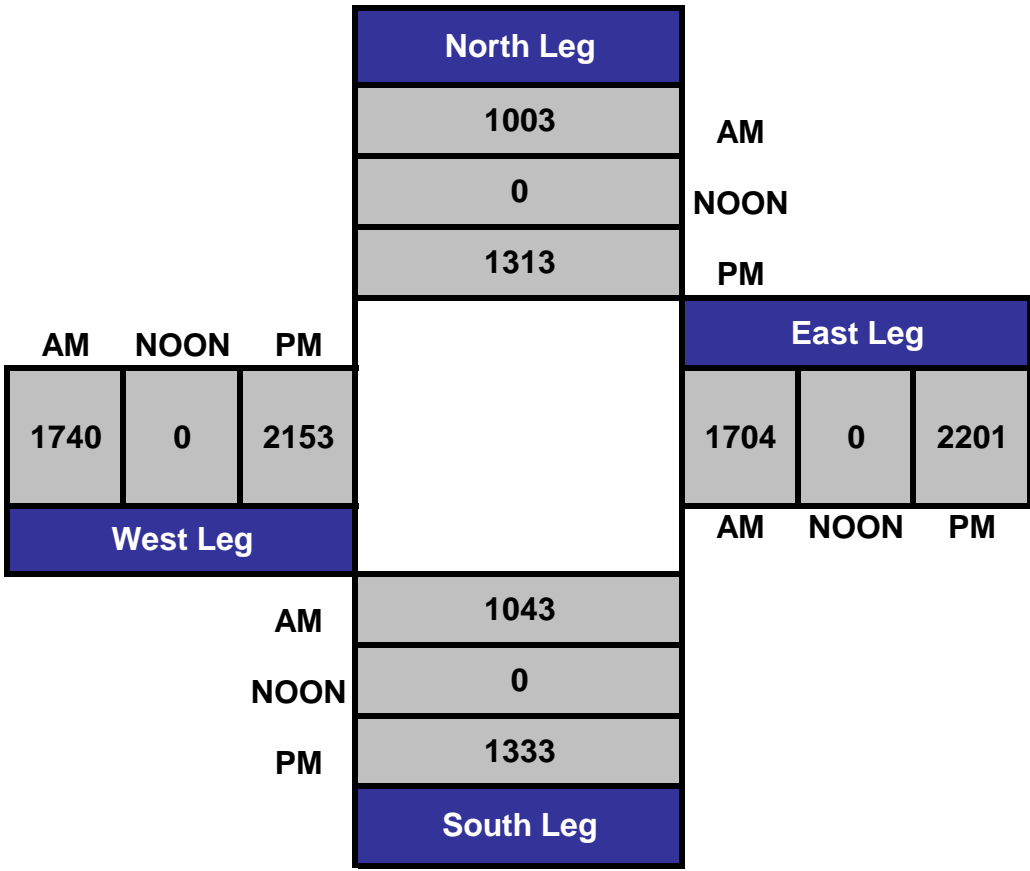 North Leg
1003 AM
0 NOON
1313 PM
East Leg
AM NOON PM
1740 0 2153
1704 0 2201
West Leg
AM NOON PM
AM 1043
NOON 0
PM 1333
South Leg